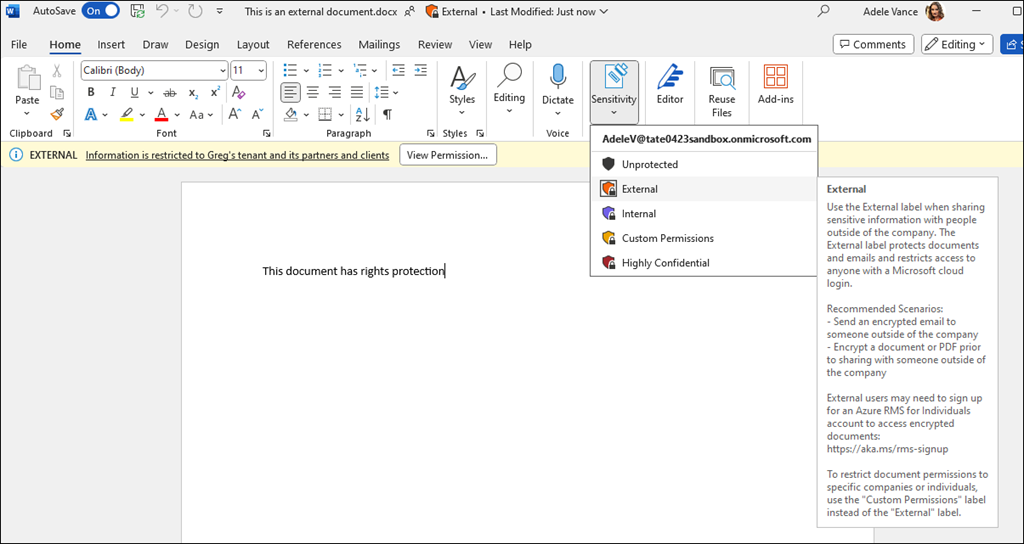 AutoSave On This is an external document.docx External • Last Modified: Just now Adele Vance
File Home Insert Draw Design Layout References Mailings Review View Help Comments Editing
Calibri (Body) 11
B I U ab x₂ x² A
A A Aa A A
Paste Styles Editing Dictate Sensitivity Editor Reuse Files Add-ins
Clipboard Font Paragraph Styles Voice
EXTERNAL Information is restricted to Greg's tenant and its partners and clients View Permission...
AdeleV@tate0423sandbox.onmicrosoft.com
Unprotected
External
Internal
Custom Permissions
Highly Confidential
This document has rights protection
External
Use the External label when sharing
sensitive information with people
outside of the company. The
External label protects documents
and emails and restricts access to
anyone with a Microsoft cloud
login.
Recommended Scenarios:
- Send an encrypted email to
someone outside of the company
- Encrypt a document or PDF prior
to sharing with someone outside of
the company
External users may need to sign up
for an Azure RMS for Individuals
account to access encrypted
documents:
https://aka.ms/rms-signup
To restrict document permissions to
specific companies or individuals,
use the "Custom Permissions" label
instead of the "External" label.